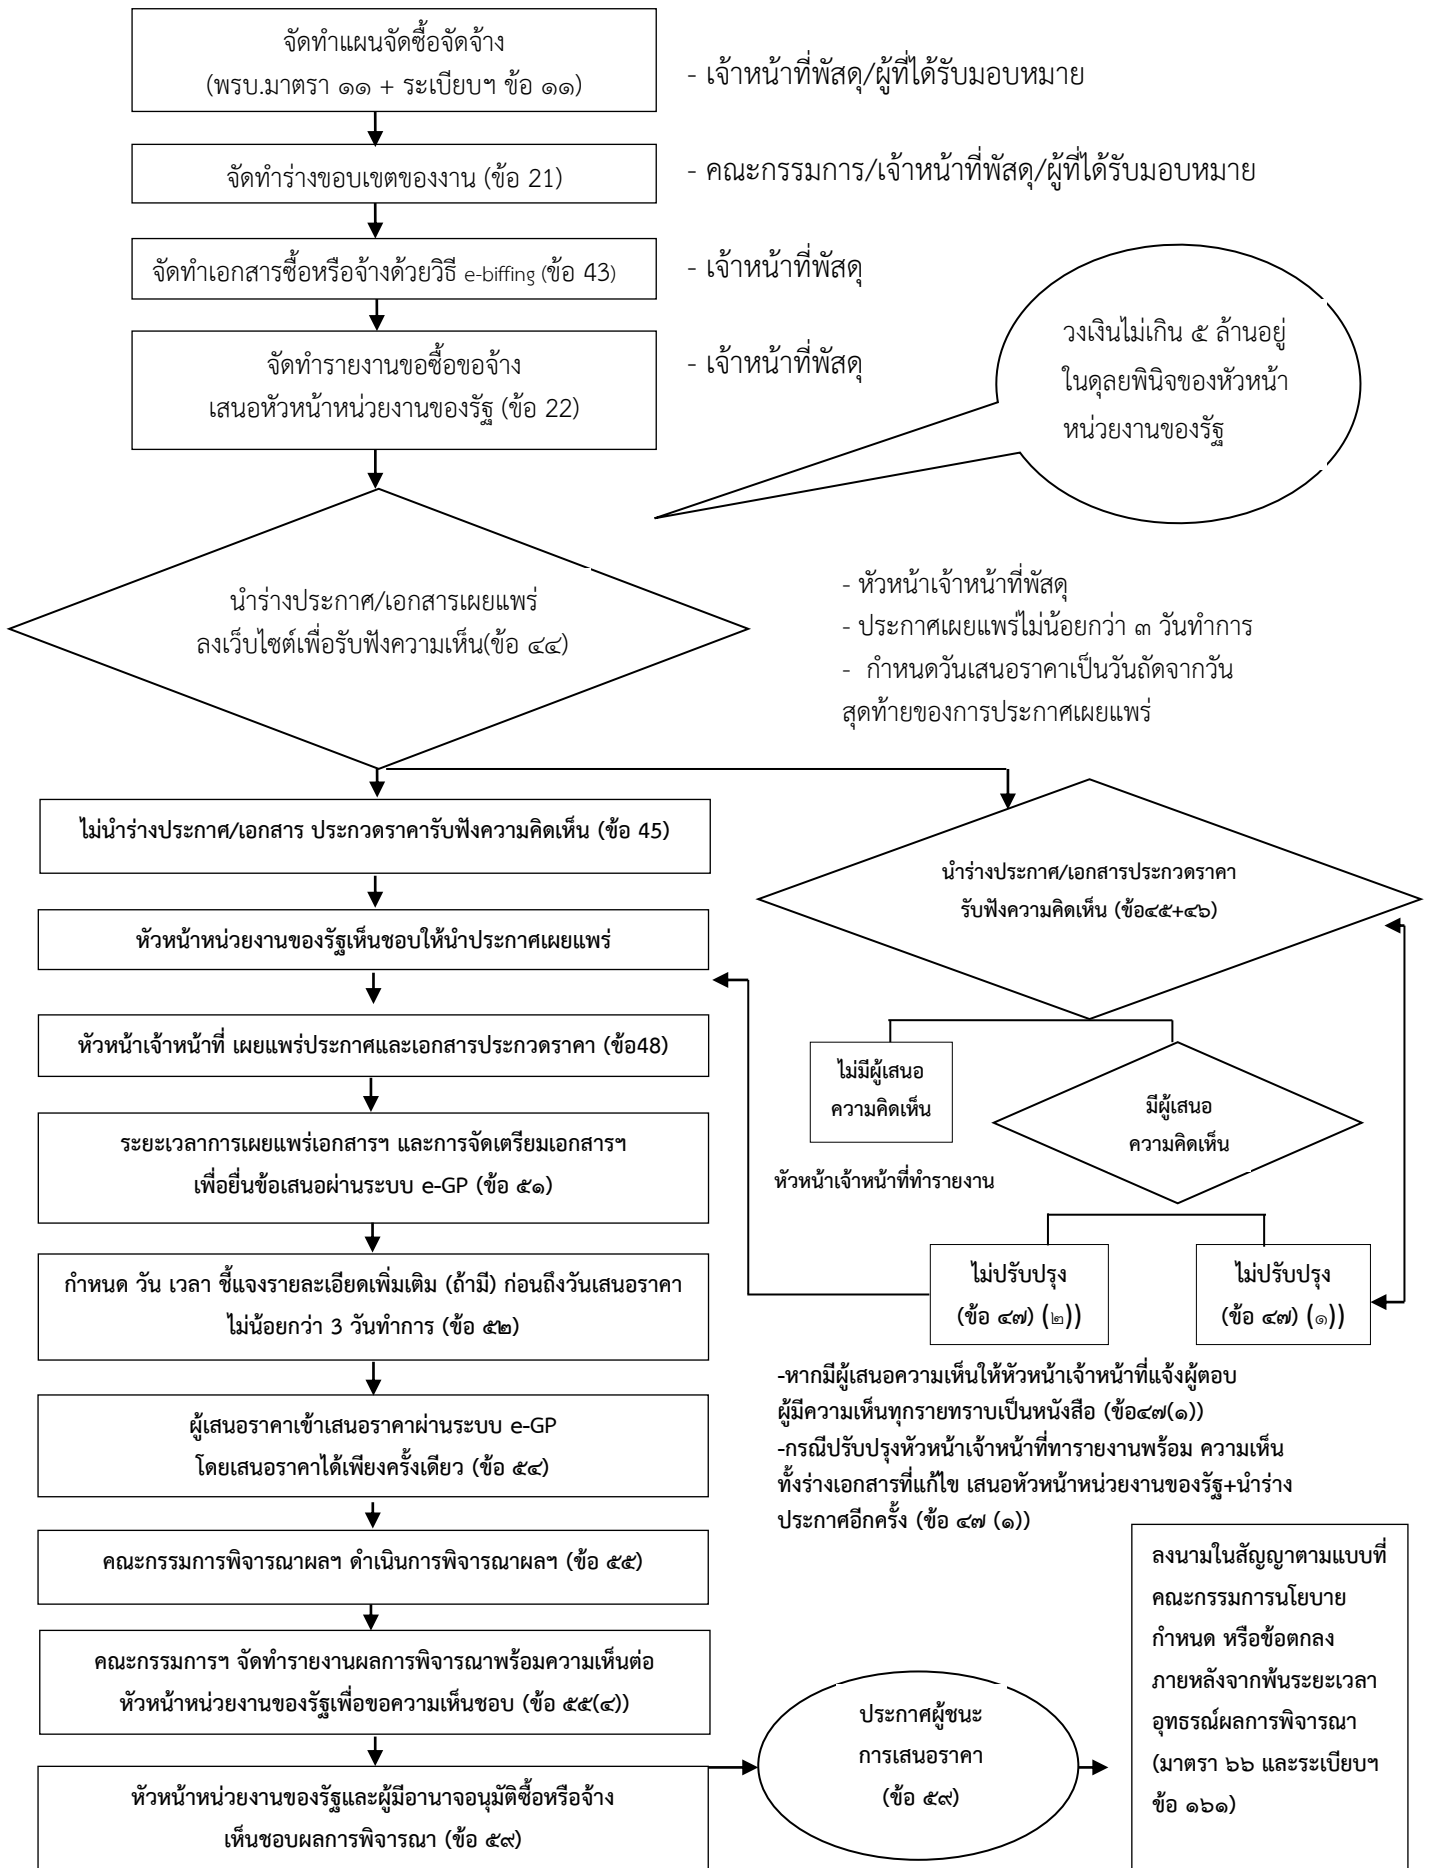 จัดทำแผนจัดซื้อจัดจ้าง
(พรบ.มาตรา ๑๑ + ระเบียบฯ ข้อ ๑๑)
- เจ้าหน้าที่พัสดุ/ผู้ที่ได้รับมอบหมาย
จัดทำร่างขอบเขตของงาน (ข้อ 21)
- คณะกรรมการ/เจ้าหน้าที่พัสดุ/ผู้ที่ได้รับมอบหมาย
จัดทำเอกสารซื้อหรือจ้างด้วยวิธี e-biffing (ข้อ 43)
- เจ้าหน้าที่พัสดุ
จัดทำรายงานขอซื้อขอจ้าง
เสนอหัวหน้าหน่วยงานของรัฐ (ข้อ 22)
- เจ้าหน้าที่พัสดุ
วงเงินไม่เกิน ๕ ล้านอยู่
ในดุลยพินิจของหัวหน้า
หน่วยงานของรัฐ
นำร่างประกาศ/เอกสารเผยแพร่
ลงเว็บไซต์เพื่อรับฟังความเห็น(ข้อ ๔๔)
- หัวหน้าเจ้าหน้าที่พัสดุ
- ประกาศเผยแพร่ไม่น้อยกว่า ๓ วันทำการ
- กำหนดวันเสนอราคาเป็นวันถัดจากวัน
สุดท้ายของการประกาศเผยแพร่
ไม่นำร่างประกาศ/เอกสาร ประกวดราคารับฟังความคิดเห็น (ข้อ 45)
นำร่างประกาศ/เอกสารประกวดราคา
รับฟังความคิดเห็น (ข้อ๔๕+๔๖)
หัวหน้าหน่วยงานของรัฐเห็นชอบให้นำประกาศเผยแพร่
หัวหน้าเจ้าหน้าที่ เผยแพร่ประกาศและเอกสารประกวดราคา (ข้อ48)
ไม่มีผู้เสนอ
ความคิดเห็น
มีผู้เสนอ
ความคิดเห็น
หัวหน้าเจ้าหน้าที่ทำรายงาน
ระยะเวลาการเผยแพร่เอกสารฯ และการจัดเตรียมเอกสารฯ
เพื่อยื่นข้อเสนอผ่านระบบ e-GP (ข้อ ๕๑)
กำหนด วัน เวลา ชี้แจงรายละเอียดเพิ่มเติม (ถ้ามี) ก่อนถึงวันเสนอราคา
ไม่น้อยกว่า 3 วันทำการ (ข้อ ๕๒)
ไม่ปรับปรุง
(ข้อ ๔๗) (๒))
ไม่ปรับปรุง
(ข้อ ๔๗) (๑))
-หากมีผู้เสนอความเห็นให้หัวหน้าเจ้าหน้าที่แจ้งผู้ตอบ
ผู้มีความเห็นทุกรายทราบเป็นหนังสือ (ข้อ๔๗(๑))
-กรณีปรับปรุงหัวหน้าเจ้าหน้าที่ทารายงานพร้อม ความเห็น
ทั้งร่างเอกสารที่แก้ไข เสนอหัวหน้าหน่วยงานของรัฐ+นำร่าง
ประกาศอีกครั้ง (ข้อ ๔๗ (๑))
ผู้เสนอราคาเข้าเสนอราคาผ่านระบบ e-GP
โดยเสนอราคาได้เพียงครั้งเดียว (ข้อ ๕๔)
คณะกรรมการพิจารณาผลฯ ดำเนินการพิจารณาผลฯ (ข้อ ๕๕)
คณะกรรมการฯ จัดทำรายงานผลการพิจารณาพร้อมความเห็นต่อ
หัวหน้าหน่วยงานของรัฐเพื่อขอความเห็นชอบ (ข้อ ๕๕(๔))
หัวหน้าหน่วยงานของรัฐและผู้มีอานาจอนุมัติซื้อหรือจ้าง
เห็นชอบผลการพิจารณา (ข้อ ๕๙)
ประกาศผู้ชนะ
การเสนอราคา
(ข้อ ๕๙)
ลงนามในสัญญาตามแบบที่
คณะกรรมการนโยบาย
กำหนด หรือข้อตกลง
ภายหลังจากพ้นระยะเวลา
อุทธรณ์ผลการพิจารณา
(มาตรา ๖๖ และระเบียบฯ
ข้อ ๑๖๑)